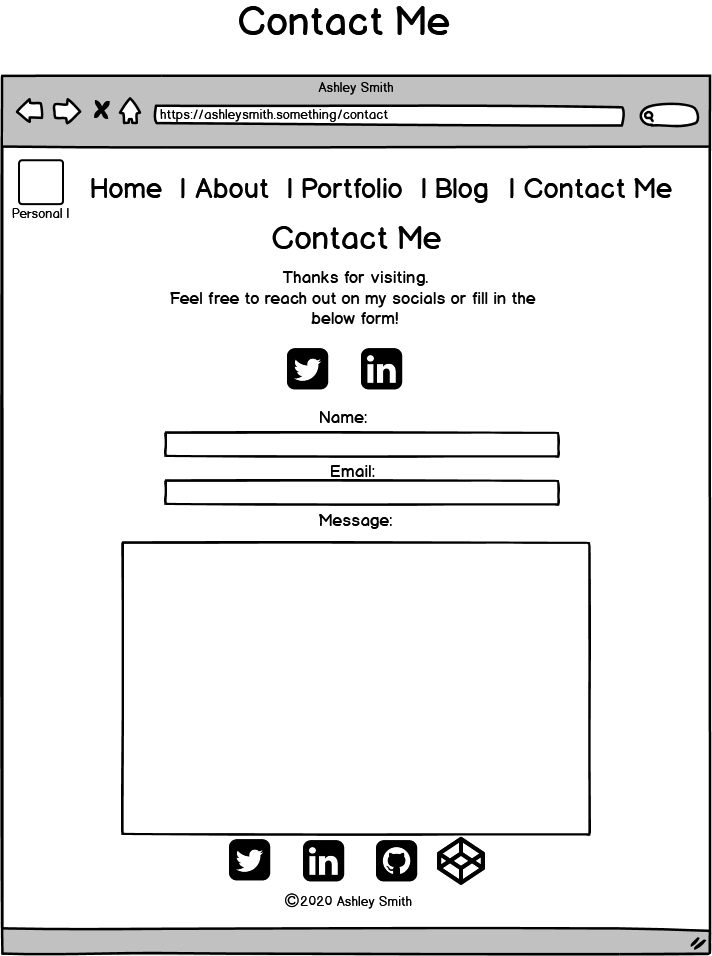 Contact Me
Ashley Smith
https://ashleysmith.something/contact
Home | About | Portfolio | Blog | Contact Me
Personal l
Contact Me
Thanks for visiting.
Feel free to reach out on my socials or fill in the
below form!
in
Name:
Email:
Message:
in
©2020 Ashley Smith